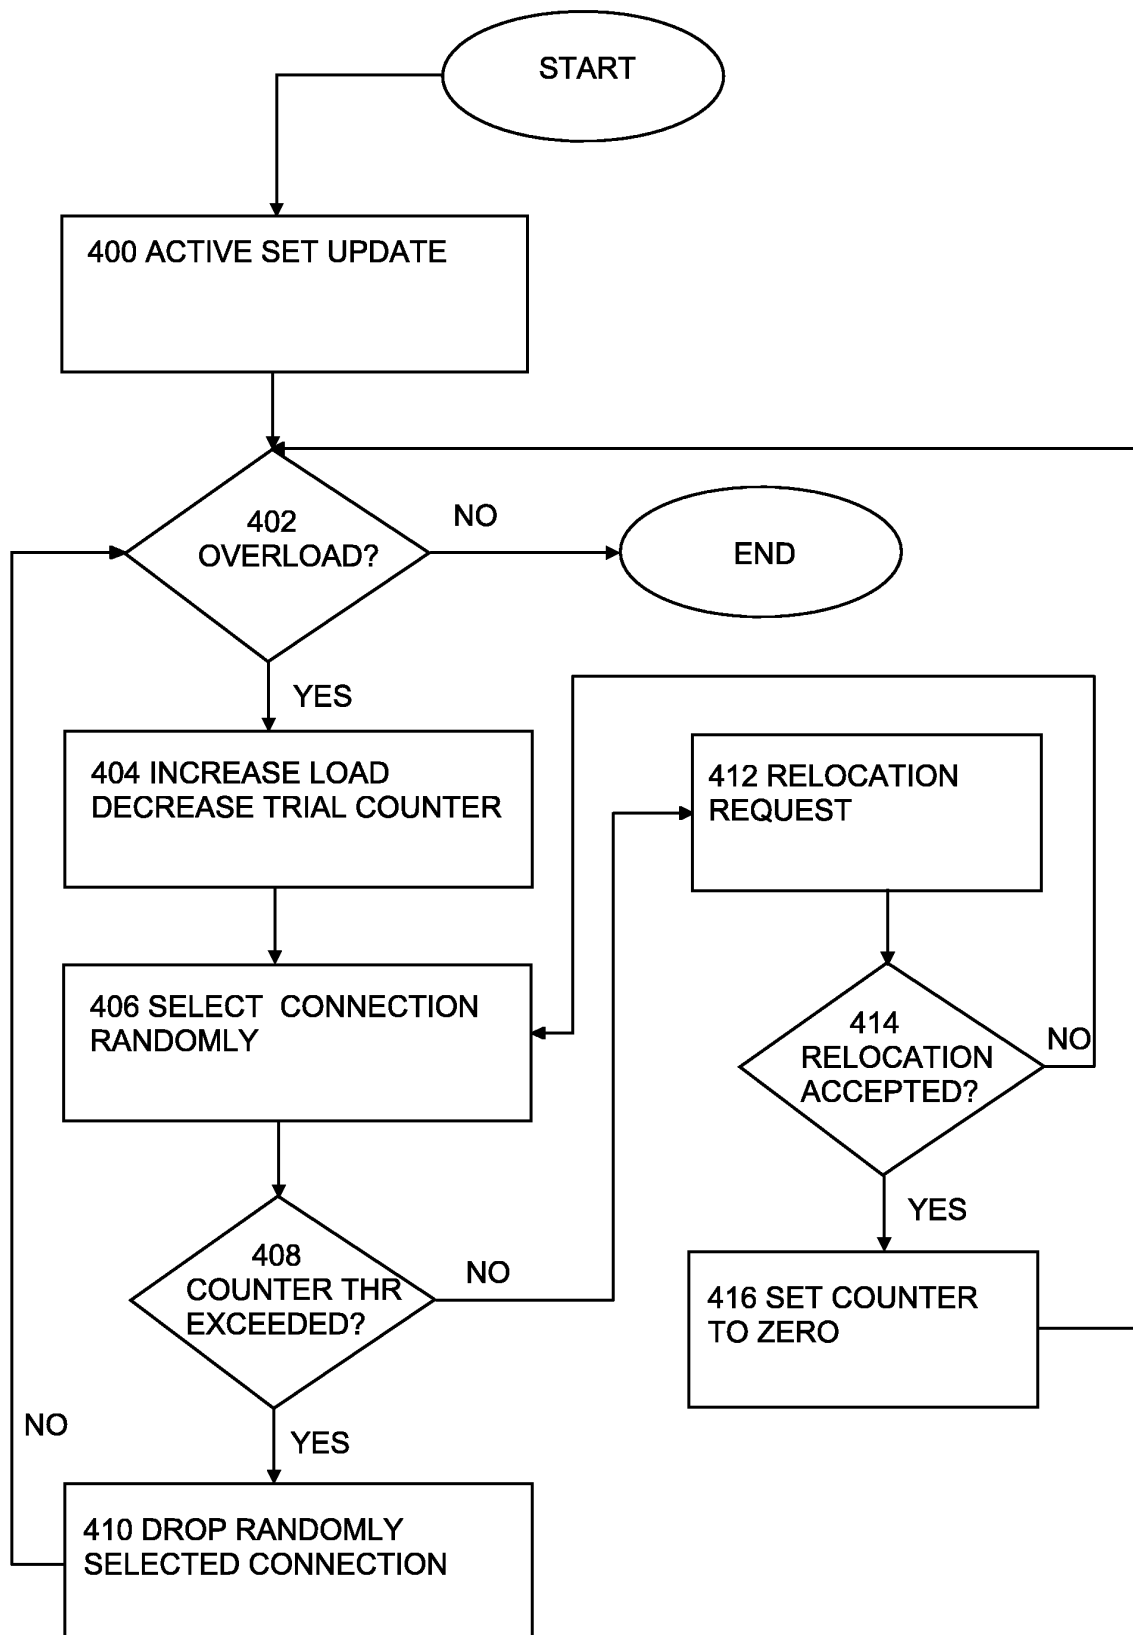 START
400 ACTIVE SET UPDATE
402
OVERLOAD?
NO
END
YES
404 INCREASE LOAD
DECREASE TRIAL COUNTER
412 RELOCATION
REQUEST
406 SELECT CONNECTION
RANDOMLY
414
RELOCATION
ACCEPTED?
NO
YES
408
COUNTER THR
EXCEEDED?
NO
416 SET COUNTER
TO ZERO
NO
YES
410 DROP RANDOMLY
SELECTED CONNECTION